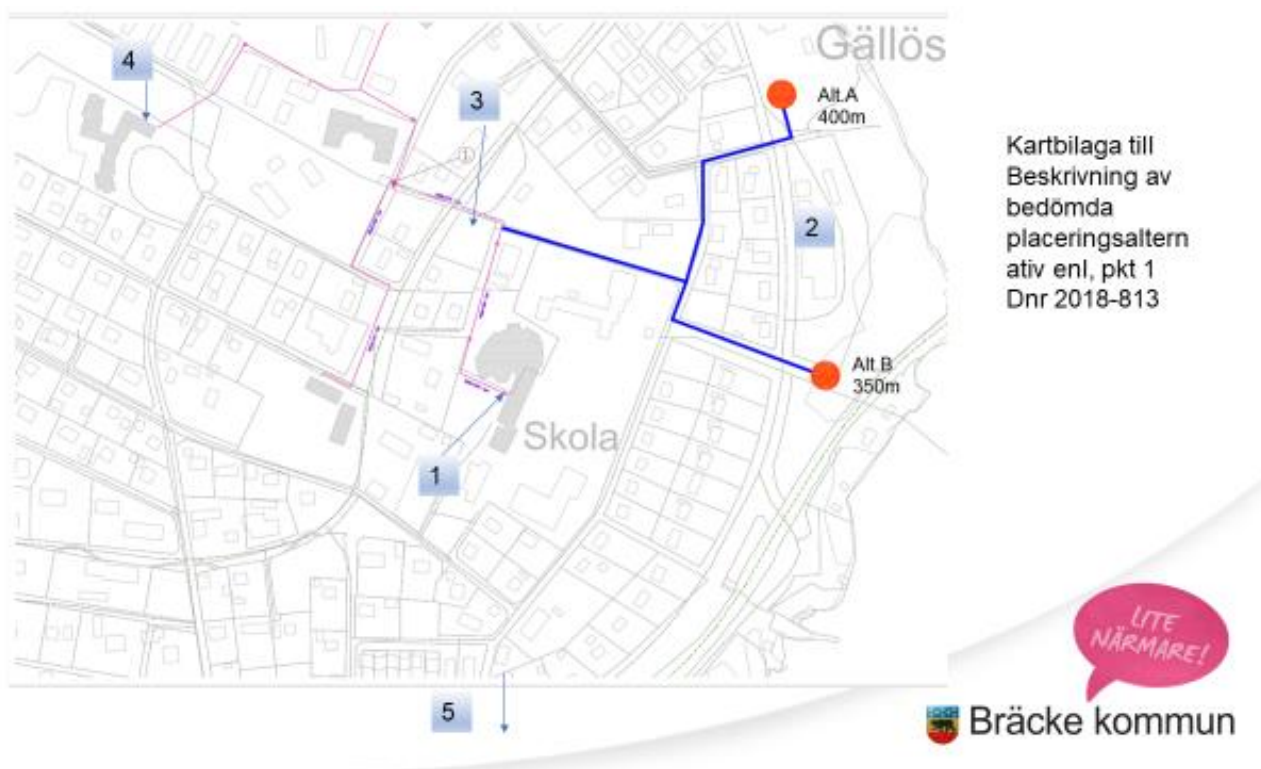 Gällös
4
3
Alt.A
400m
Kartbilaga till
Beskrivning av
bedömda
placeringsaltern
ativ enl, pkt 1
Dnr 2018-813
i
2
Alt.B
350m
Skola
1
5
LITE
NÄRMARE!
Bräcke kommun